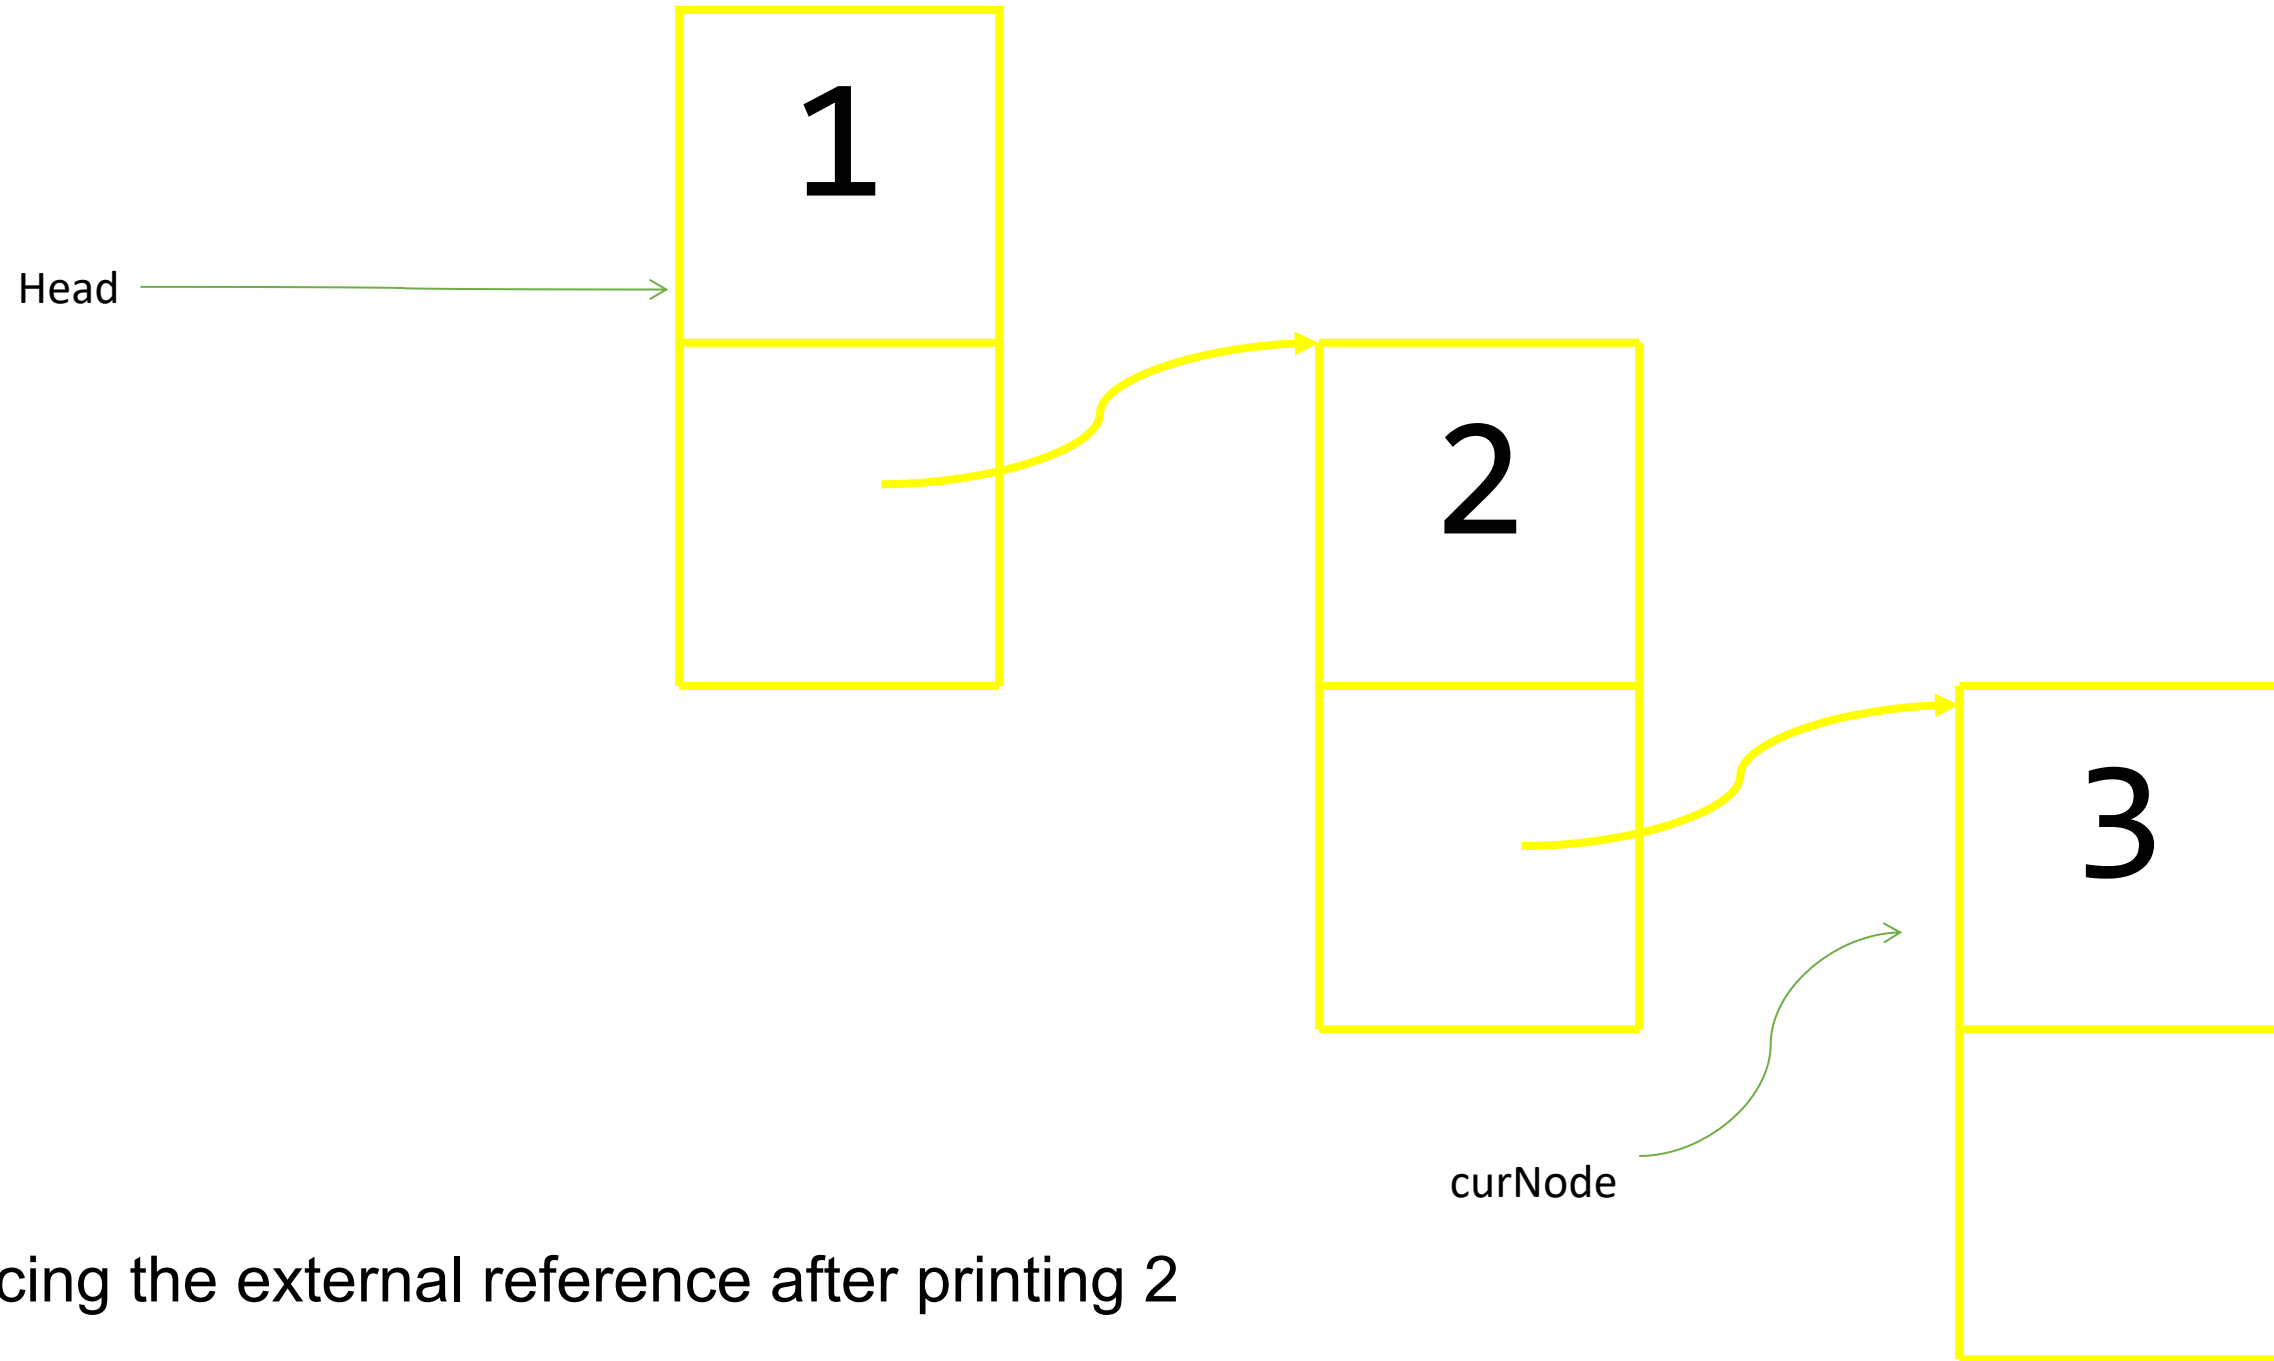 1
Head
2
3
curNode
cing the external reference after printing 2